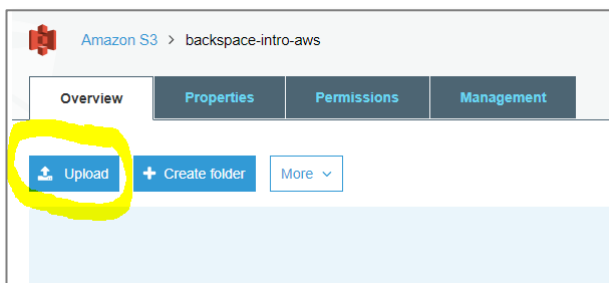 Amazon S3 > backspace-intro-aws
Overview Properties Permissions Management
Upload + Create folder More